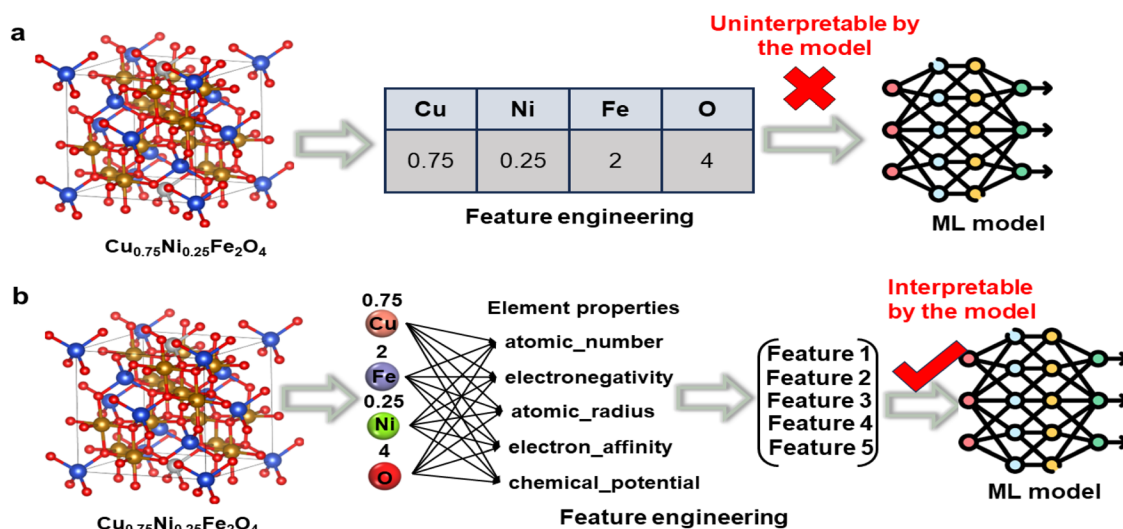 a
Uninterpretable by
the model
Cu Ni Fe O
0.75 0.25 2 4
Feature engineering
ML model
Cu₀.₇₅Ni₀.₂₅Fe₂O₄
b
0.75
Cu
2
Fe
0.25
Ni
4
O
Element properties
atomic_number
electronegativity
atomic_radius
electron_affinity
chemical_potential
Feature 1
Feature 2
Feature 3
Feature 4
Feature 5
Interpretable
by the model
ML model
Cu₀.₇₅Ni₀.₂₅Fe₂O₄
Feature engineering